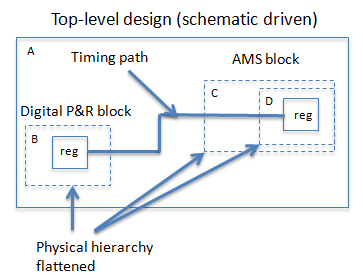 Top-level design (schematic driven)
A
Timing path
AMS block
C
D
reg
Digital P&R block
B
reg
Physical hierarchy
flattened